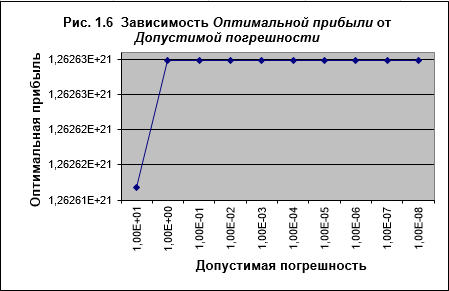 Рис. 1.6 Зависимость Оптимальной прибыли от
Допустимой погрешности
Оптимальная прибыль
1,26263E+21
1,26263E+21
1,26262E+21
1,26262E+21
1,26261E+21
1,00E+01
1,00E+00
1,00E-01
1,00E-02
1,00E-03
1,00E-04
1,00E-05
1,00E-06
1,00E-07
1,00E-08
Допустимая погрешность